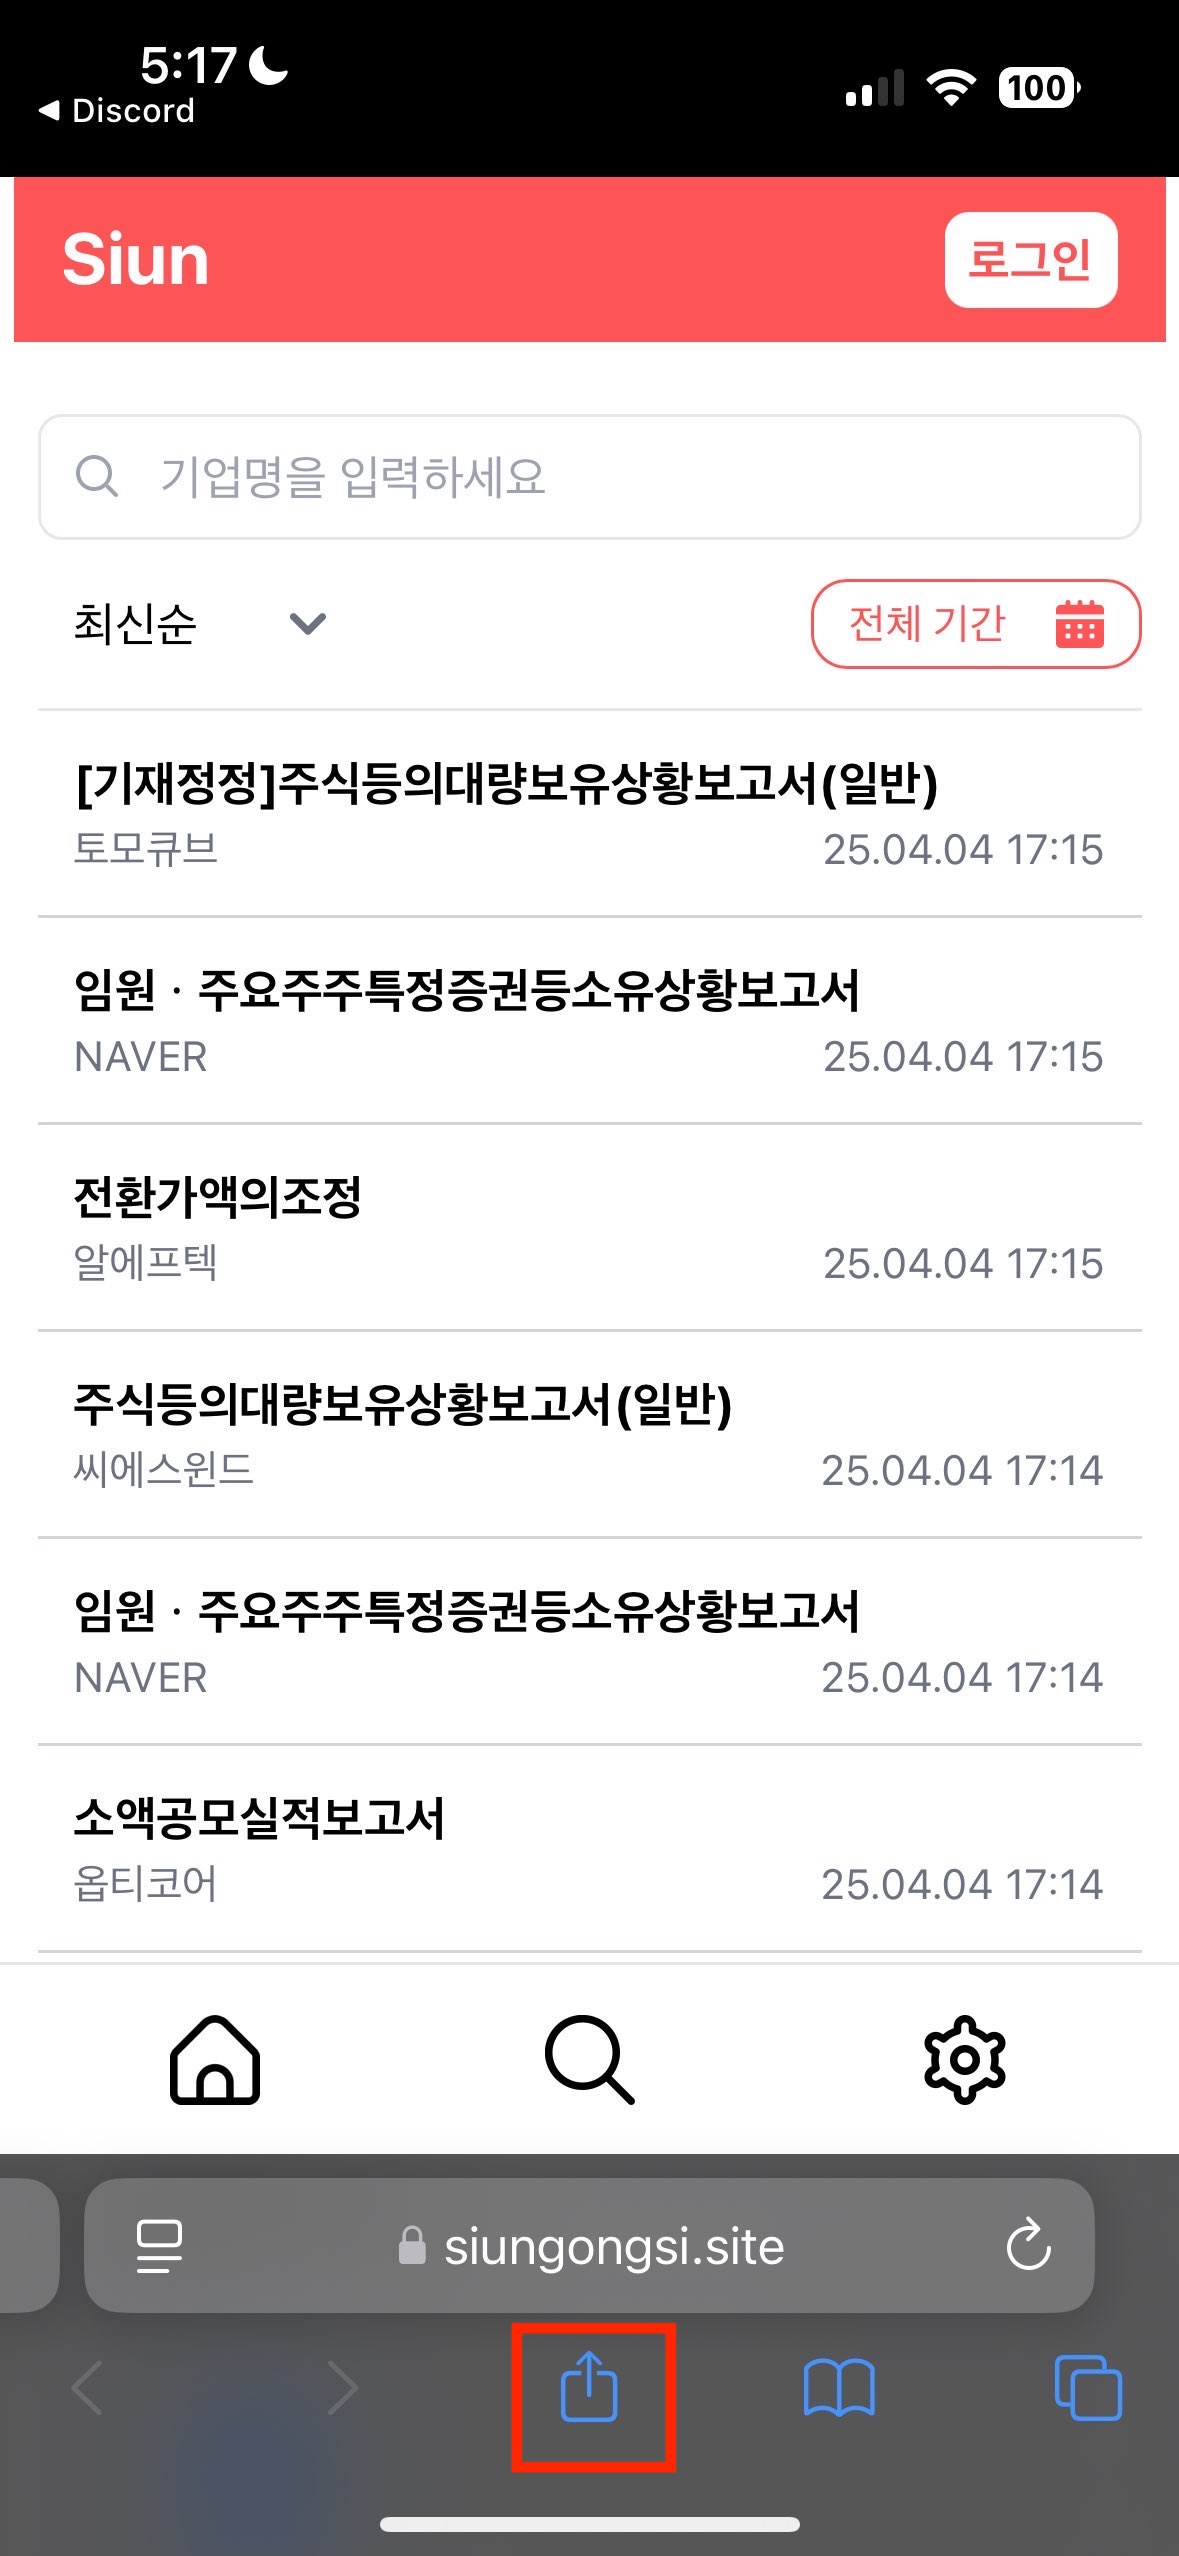 5:17
Discord
100
Siun
로그인
기업명을 입력하세요
최신순
전체 기간
[기재정정]주식등의대량보유상황보고서(일반)
토모큐브 25.04.04 17:15
임원ㆍ주요주주특정증권등소유상황보고서
NAVER 25.04.04 17:15
전환가액의조정
알에프텍 25.04.04 17:15
주식등의대량보유상황보고서(일반)
씨에스윈드 25.04.04 17:14
임원ㆍ주요주주특정증권등소유상황보고서
NAVER 25.04.04 17:14
소액공모실적보고서
옵티코어 25.04.04 17:14
siungongsi.site